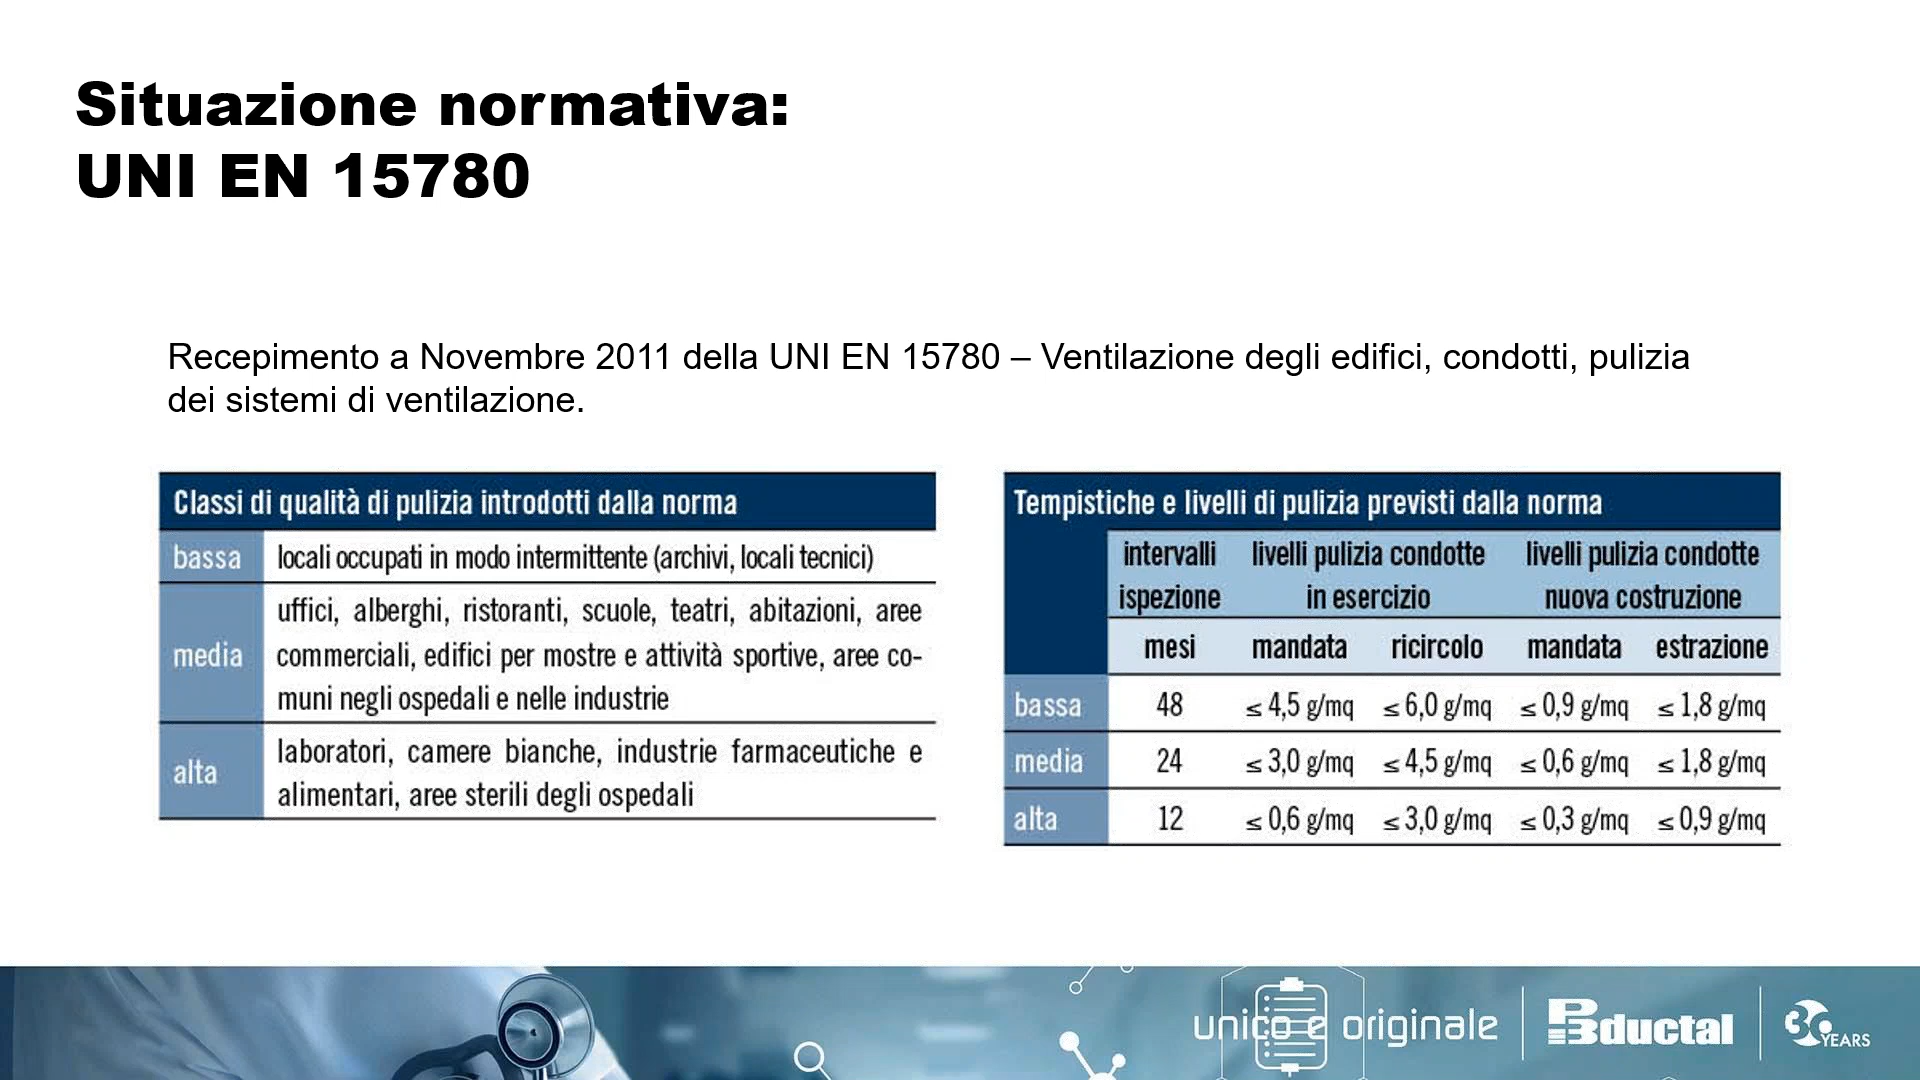 Situazione normativa:
UNI EN 15780
Recepimento a Novembre 2011 della UNI EN 15780 – Ventilazione degli edifici, condotti, pulizia
dei sistemi di ventilazione.
Classi di qualità di pulizia introdotti dalla norma
bassa locali occupati in modo intermittente (archivi, locali tecnici)
uffici, alberghi, ristoranti, scuole, teatri, abitazioni, aree
media commerciali, edifici per mostre e attività sportive, aree co-
muni negli ospedali e nelle industrie
laboratori, camere bianche, industrie farmaceutiche e
alta
alimentari, aree sterili degli ospedali
Tempistiche e livelli di pulizia previsti dalla norma
intervalli livelli pulizia condotte livelli pulizia condotte
ispezione in esercizio nuova costruzione
mesi mandata ricircolo mandata estrazione
bassa 48 ≤ 4,5 g/mq ≤ 6,0 g/mq ≤ 0,9 g/mq ≤ 1,8 g/mq
media 24 ≤ 3,0 g/mq ≤ 4,5 g/mq ≤ 0,6 g/mq ≤ 1,8 g/mq
alta 12 ≤ 0,6 g/mq ≤ 3,0 g/mq ≤ 0,3 g/mq ≤ 0,9 g/mq
unico e originale P3ductal 30 YEARS